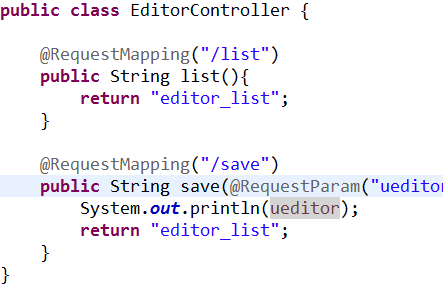 public class EditorController {
@RequestMapping("/list")
public String list(){
return "editor_list";
}
@RequestMapping("/save")
public String save(@RequestParam("ueditor
System.out.println(ueditor);
return "editor_list";
}
}